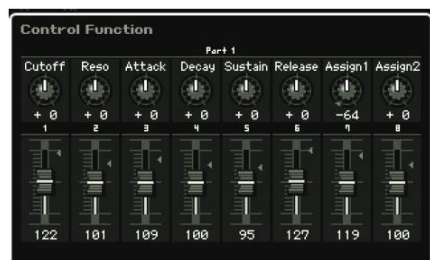 Control Function
Part 1
Cutoff Reso Attack Decay Sustain Release Assign1 Assign2
+ 0 + 0 + 0 + 0 + 0 + 0 -64 + 0
1 2 3 4 5 6 7 8
122 101 109 100 95 127 119 100